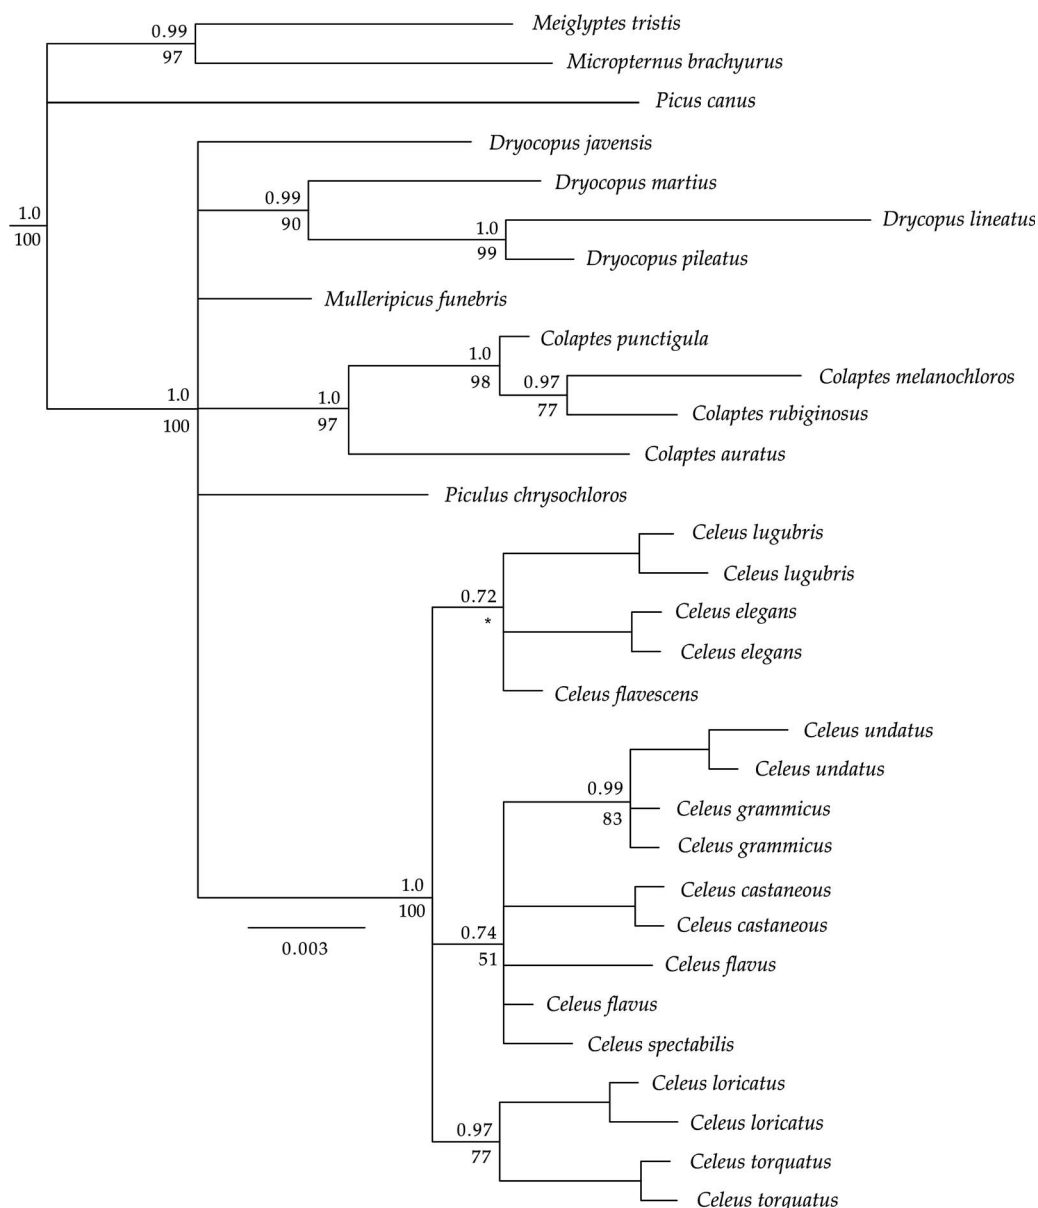 0.99
97
Meiglyptes tristis
Micropternus brachyurus
Picus canus
1.0
100
Dryocopus javensis
0.99
90
Dryocopus martius
1.0
99
Drycopus lineatus
Dryocopus pileatus
Mulleripicus funebris
1.0
100
1.0
97
1.0
98
Colaptes punctigula
0.97
77
Colaptes melanochloros
Colaptes rubiginosus
Colaptes auratus
Piculus chrysochloros
Celeus lugubris
Celeus lugubris
0.72
*
Celeus elegans
Celeus elegans
Celeus flavescens
Celeus undatus
Celeus undatus
0.99
83
Celeus grammicus
Celeus grammicus
1.0
100
Celeus castaneous
Celeus castaneous
0.74
51
Celeus flavus
Celeus flavus
Celeus spectabilis
0.003
Celeus loricatus
Celeus loricatus
0.97
77
Celeus torquatus
Celeus torquatus